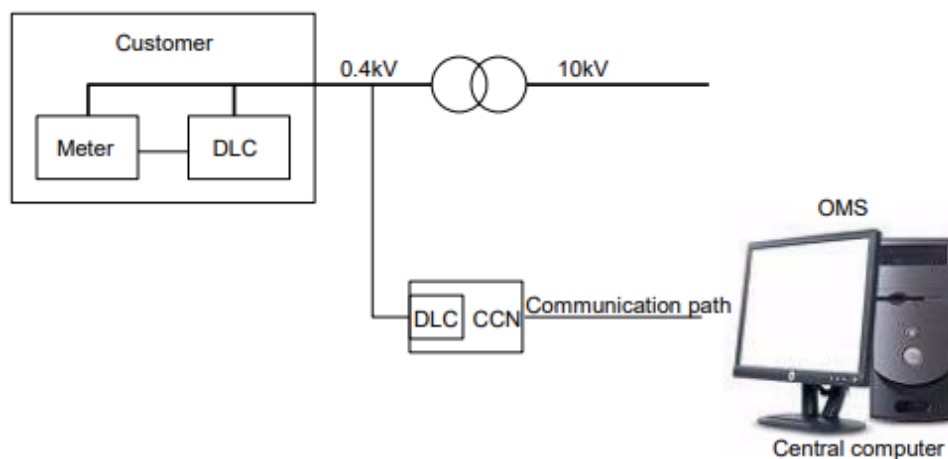 Customer
0.4kV
10kV
Meter
DLC
OMS
DLC
CCN
Communication path
Central computer